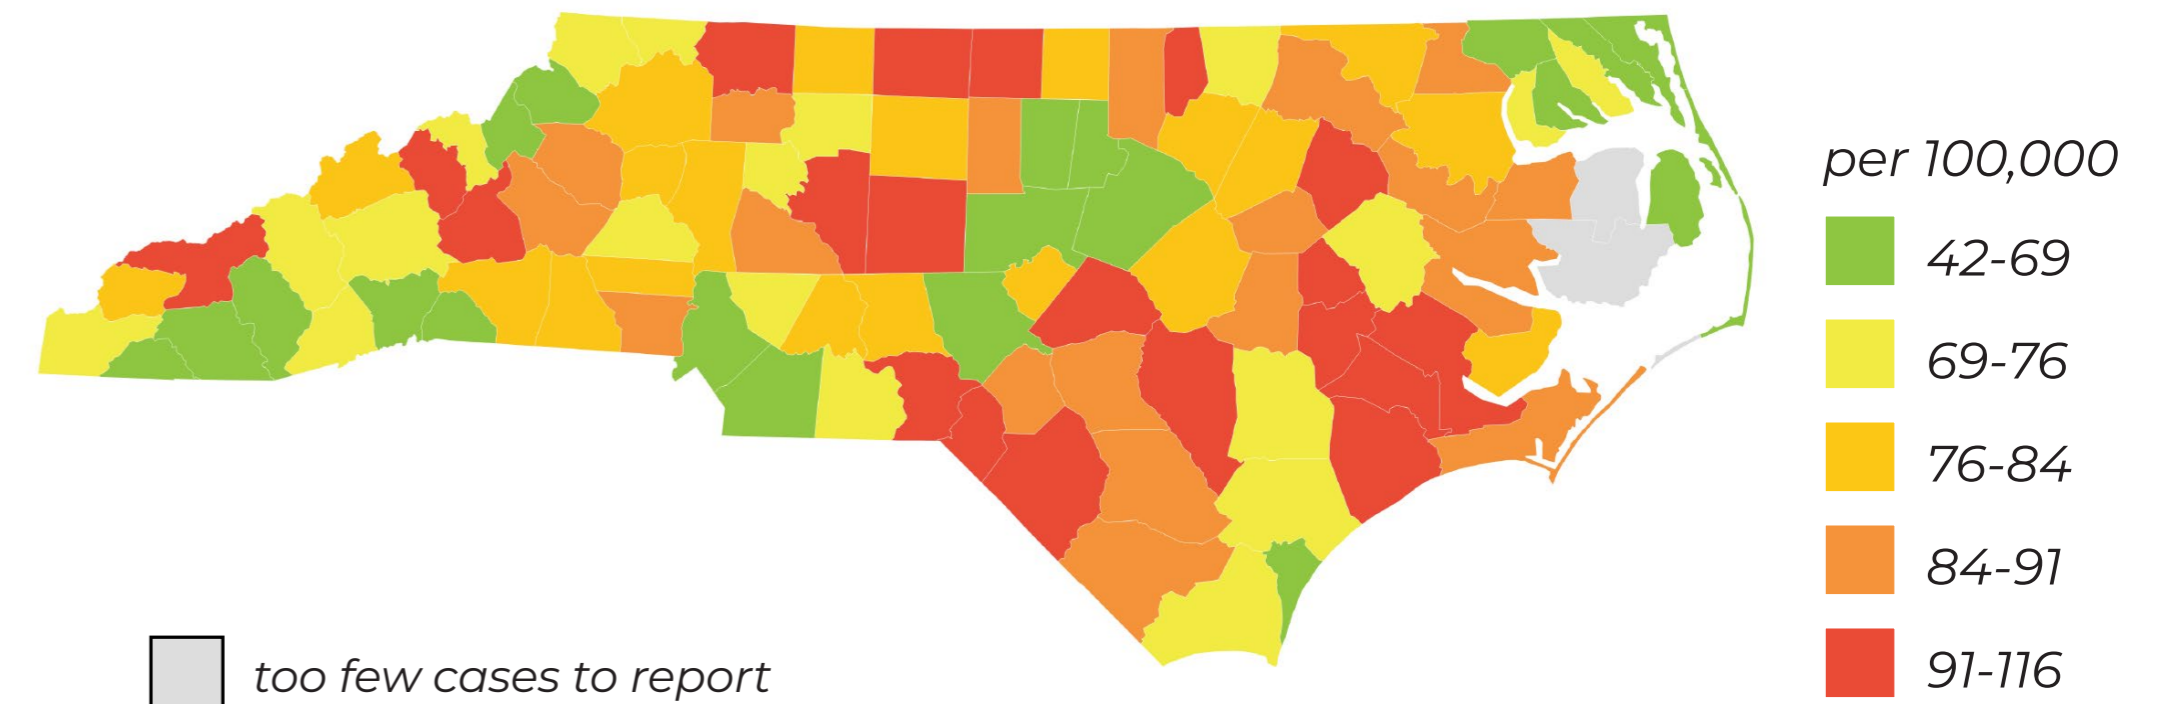 per 100,000
42-69
69-76
76-84
84-91
91-116
too few cases to report